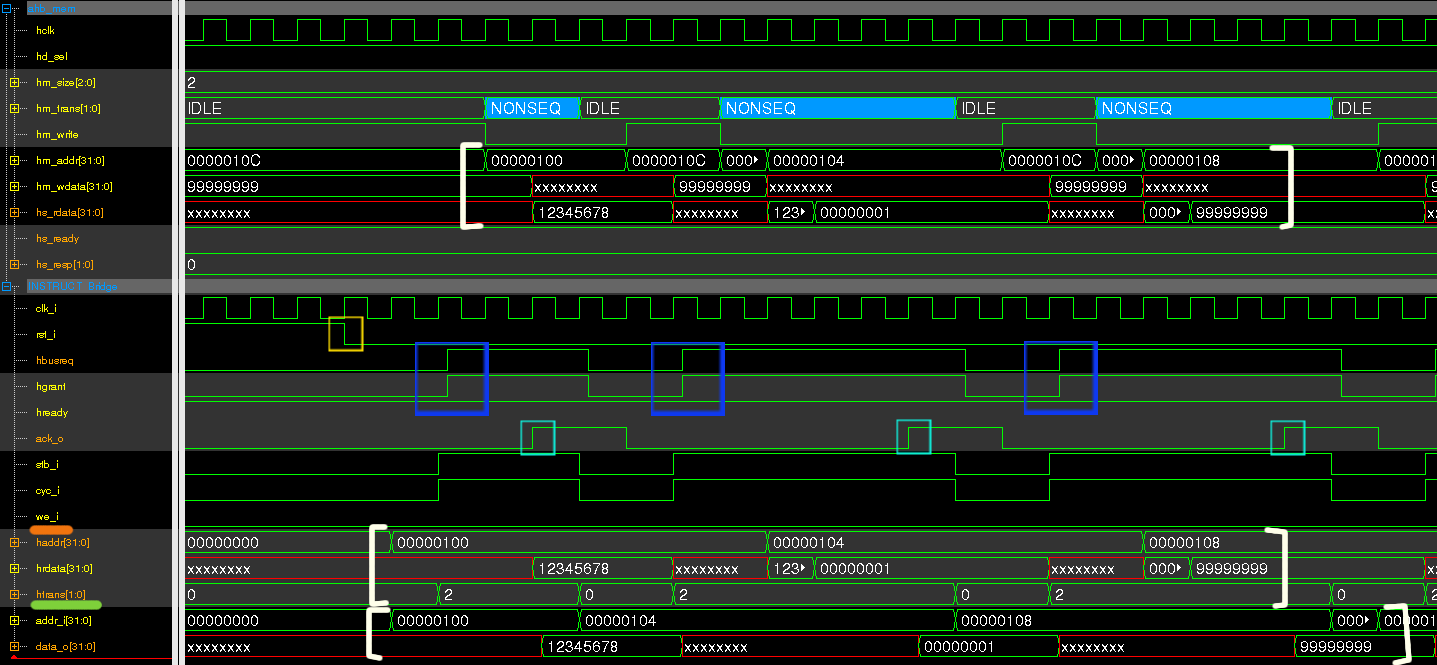 ahb_mem
hclk
hd_sel
hm_size[2:0] 2
hm_trans[1:0] IDLE NONSEQ IDLE NONSEQ IDLE NONSEQ IDLE
hm_write
hm_addr[31:0] 0000010C 00000100 0000010C 000 00000104 0000010C 000 00000108 000001
hm_wdata[31:0] 99999999 xxxxxxxx 99999999 xxxxxxxx 99999999 xxxxxxxx 9
hs_rdata[31:0] xxxxxxxx 12345678 xxxxxxxx 123 00000001 xxxxxxxx 000 99999999 x
hs_ready
hs_resp[1:0] 0
INSTRUCT_Bridge
clk_i
rst_i
hbusreq
hgrant
hready
ack_o
stb_i
cyc_i
we_i
haddr[31:0] 00000000 00000100 00000104 00000108
hrdata[31:0] xxxxxxxx 12345678 xxxxxxxx 123 00000001 xxxxxxxx 000 99999999 x
htrans[1:0] 0 2 0 2 0 2 0 2
addr_i[31:0] 00000000 00000100 00000104 00000108 000 000001
data_o[31:0] xxxxxxxx 12345678 xxxxxxxx 00000001 xxxxxxxx 99999999